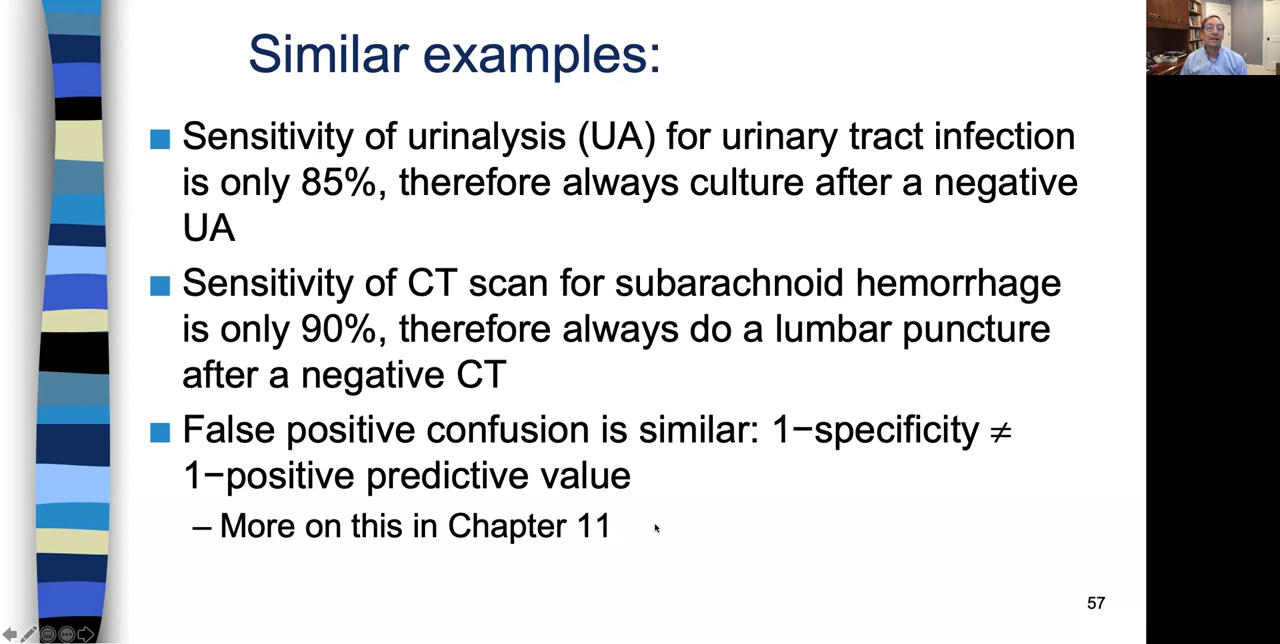 Similar examples:
Sensitivity of urinalysis (UA) for urinary tract infection
is only 85%, therefore always culture after a negative
UA
Sensitivity of CT scan for subarachnoid hemorrhage
is only 90%, therefore always do a lumbar puncture
after a negative CT
False positive confusion is similar: 1−specificity ≠
1−positive predictive value
– More on this in Chapter 11
57